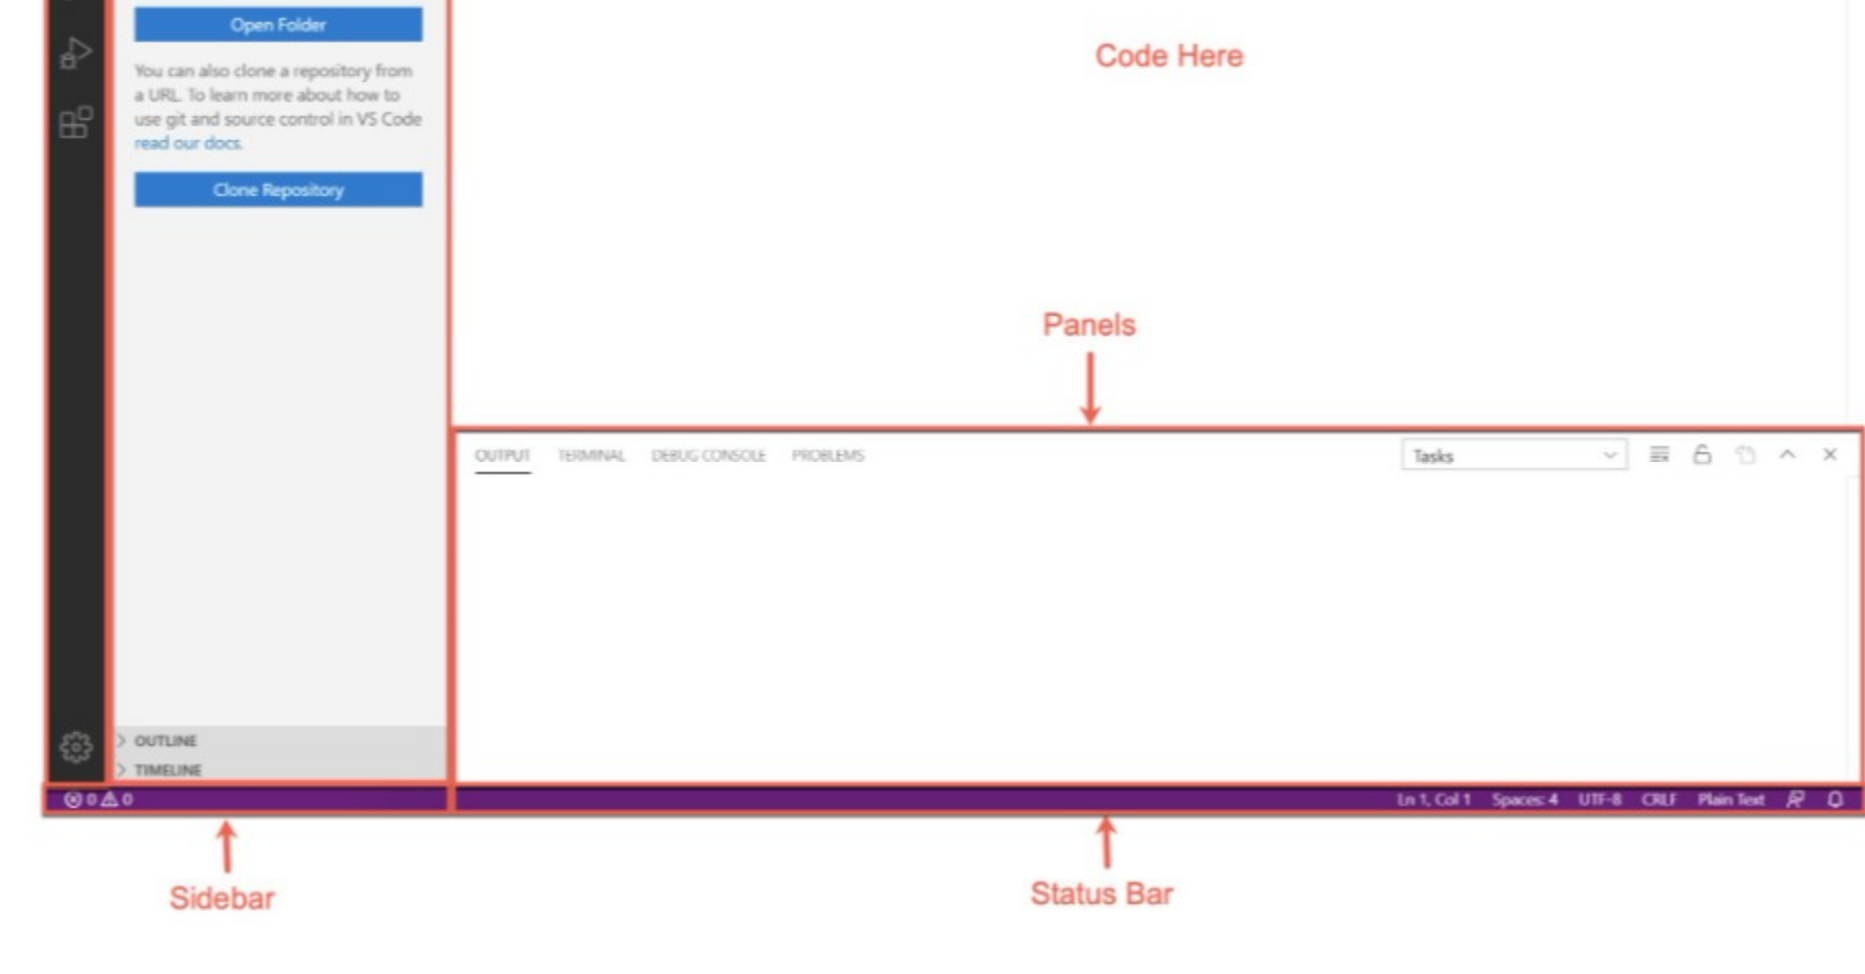 Open Folder
You can also clone a repository from
a URL. To learn more about how to
use git and source control in VS Code
read our docs.
Clone Repository
Code Here
Panels
OUTPUT TERMINAL DEBUG CONSOLE PROBLEMS Tasks
OUTLINE
TIMELINE
0 0 Ln 1, Col 1 Spaces: 4 UTF-8 CRLF Plain Text
Sidebar
Status Bar